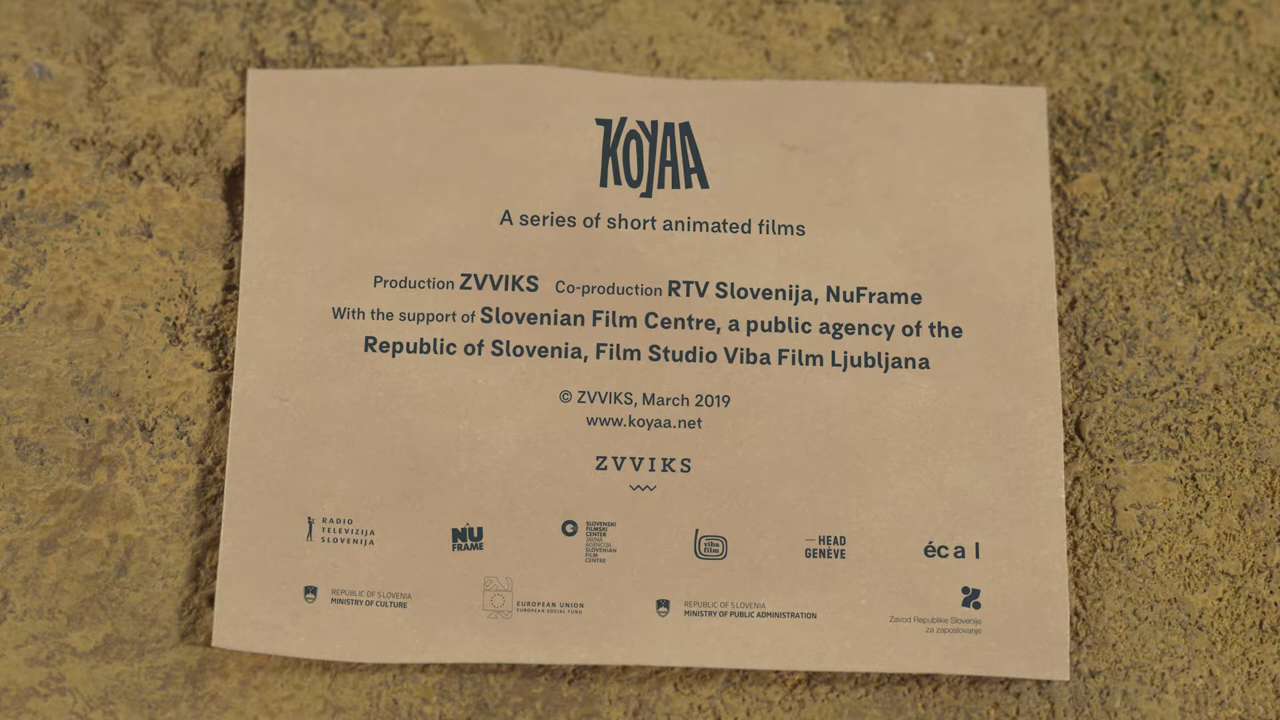 KOYAA
A series of short animated films
Production ZVVIKS Co-production RTV Slovenija, NuFrame
With the support of Slovenian Film Centre, a public agency of the
Republic of Slovenia, Film Studio Viba Film Ljubljana
© ZVVIKS, March 2019
www.koyaa.net
ZVVIKS
RADIO
TELEVIZIJA
SLOVENIJA
NU
FRAME
SLOVENSKI
FILMSKI
CENTER
JAVNA
AGENCIJA
SLOVENIAN
FILM
CENTRE
viba
film
—HEAD
GENÈVE
écal
REPUBLIC OF SLOVENIA
MINISTRY OF CULTURE
EUROPEAN UNION
EUROPEAN SOCIAL FUND
REPUBLIC OF SLOVENIA
MINISTRY OF PUBLIC ADMINISTRATION
Zavod Republike Slovenije
za zaposlovanje